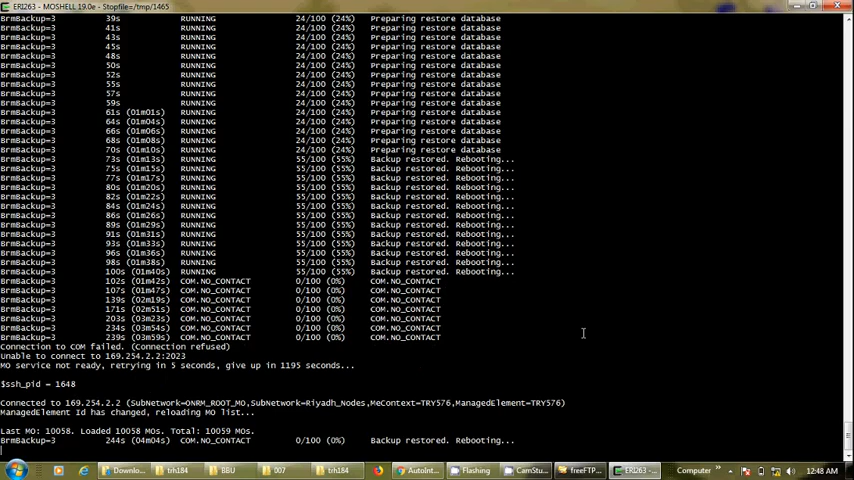 ERI263 - MOSHELL 19.0e - Stopfile=/tmp/1465
BrmBackup=3 39s RUNNING 24/100 (24%) Preparing restore database
BrmBackup=3 41s RUNNING 24/100 (24%) Preparing restore database
BrmBackup=3 43s RUNNING 24/100 (24%) Preparing restore database
BrmBackup=3 45s RUNNING 24/100 (24%) Preparing restore database
BrmBackup=3 48s RUNNING 24/100 (24%) Preparing restore database
BrmBackup=3 50s RUNNING 24/100 (24%) Preparing restore database
BrmBackup=3 52s RUNNING 24/100 (24%) Preparing restore database
BrmBackup=3 55s RUNNING 24/100 (24%) Preparing restore database
BrmBackup=3 57s RUNNING 24/100 (24%) Preparing restore database
BrmBackup=3 59s RUNNING 24/100 (24%) Preparing restore database
BrmBackup=3 61s (01m01s) RUNNING 24/100 (24%) Preparing restore database
BrmBackup=3 64s (01m04s) RUNNING 24/100 (24%) Preparing restore database
BrmBackup=3 66s (01m06s) RUNNING 24/100 (24%) Preparing restore database
BrmBackup=3 68s (01m08s) RUNNING 24/100 (24%) Preparing restore database
BrmBackup=3 70s (01m10s) RUNNING 24/100 (24%) Preparing restore database
BrmBackup=3 73s (01m13s) RUNNING 55/100 (55%) Backup restored. Rebooting...
BrmBackup=3 75s (01m15s) RUNNING 55/100 (55%) Backup restored. Rebooting...
BrmBackup=3 77s (01m17s) RUNNING 55/100 (55%) Backup restored. Rebooting...
BrmBackup=3 80s (01m20s) RUNNING 55/100 (55%) Backup restored. Rebooting...
BrmBackup=3 82s (01m22s) RUNNING 55/100 (55%) Backup restored. Rebooting...
BrmBackup=3 84s (01m24s) RUNNING 55/100 (55%) Backup restored. Rebooting...
BrmBackup=3 86s (01m26s) RUNNING 55/100 (55%) Backup restored. Rebooting...
BrmBackup=3 89s (01m29s) RUNNING 55/100 (55%) Backup restored. Rebooting...
BrmBackup=3 91s (01m31s) RUNNING 55/100 (55%) Backup restored. Rebooting...
BrmBackup=3 93s (01m33s) RUNNING 55/100 (55%) Backup restored. Rebooting...
BrmBackup=3 96s (01m36s) RUNNING 55/100 (55%) Backup restored. Rebooting...
BrmBackup=3 98s (01m38s) RUNNING 55/100 (55%) Backup restored. Rebooting...
BrmBackup=3 100s (01m40s) RUNNING 55/100 (55%) Backup restored. Rebooting...
BrmBackup=3 102s (01m42s) COM.NO_CONTACT 0/100 (0%) COM.NO_CONTACT
BrmBackup=3 107s (01m47s) COM.NO_CONTACT 0/100 (0%) COM.NO_CONTACT
BrmBackup=3 139s (02m19s) COM.NO_CONTACT 0/100 (0%) COM.NO_CONTACT
BrmBackup=3 171s (02m51s) COM.NO_CONTACT 0/100 (0%) COM.NO_CONTACT
BrmBackup=3 203s (03m23s) COM.NO_CONTACT 0/100 (0%) COM.NO_CONTACT
BrmBackup=3 234s (03m54s) COM.NO_CONTACT 0/100 (0%) COM.NO_CONTACT
BrmBackup=3 239s (03m59s) COM.NO_CONTACT 0/100 (0%) COM.NO_CONTACT
Connection to COM failed. (Connection refused)
Unable to connect to 169.254.2.2:2023
MO service not ready, retrying in 5 seconds, give up in 1195 seconds...
$ssh_pid = 1648
Connected to 169.254.2.2 (SubNetwork=ONRM_ROOT_MO,SubNetwork=Riyadh_Nodes,MeContext=TRY576,ManagedElement=TRY576)
ManagedElement Id has changed, reloading MO list...
Last MO: 10058. Loaded 10058 MOs. Total: 10059 MOs.
BrmBackup=3 244s (04m04s) COM.NO_CONTACT 0/100 (0%) Backup restored. Rebooting...
Downlo... trh184 BBU 007 trh184 AutoInt... Flashing CamStu... freeFTP... ERI263 -... Computer » 12:48 AM